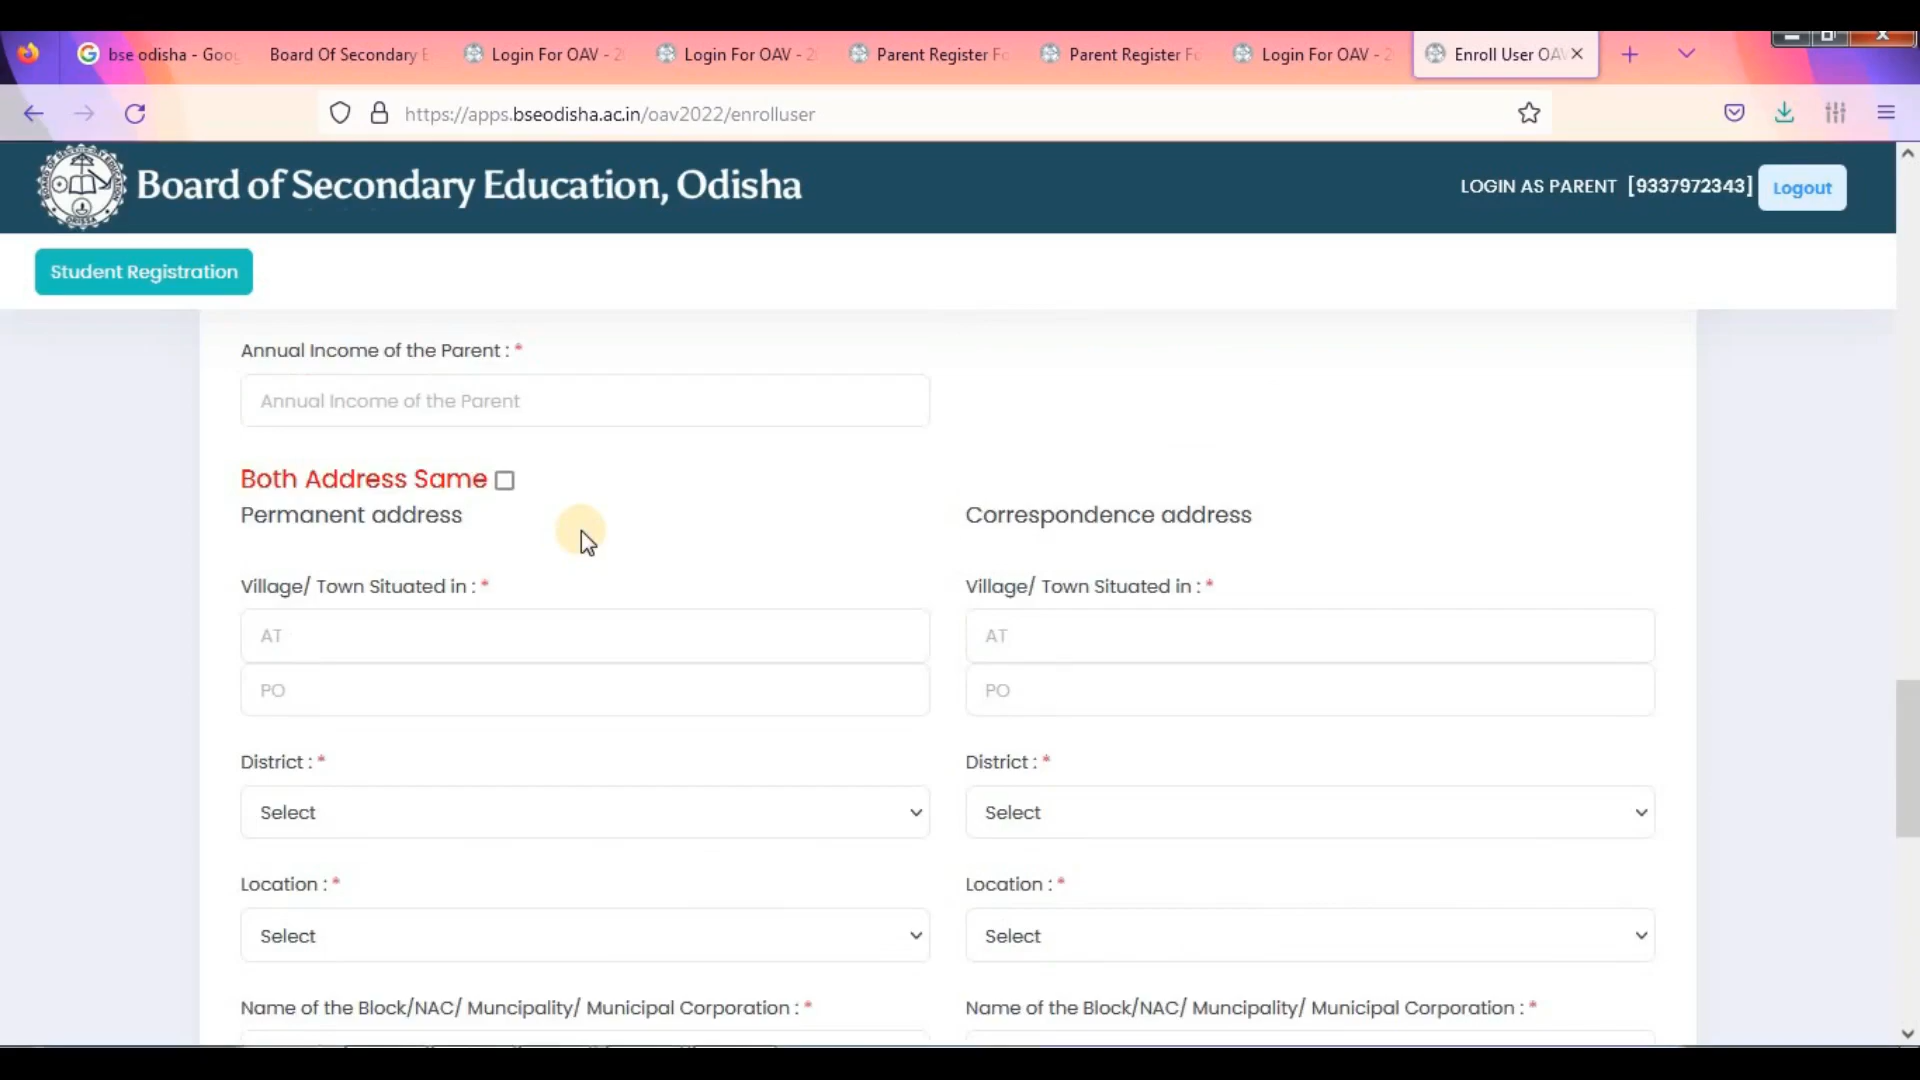 bse odisha - Goo
Board Of Secondary E
Login For OAV - 2
Login For OAV - 2
Parent Register Fo
Parent Register Fo
Login For OAV - 2
Enroll User OAV
https://apps.bseodisha.ac.in/oav2022/enrolluser
Board of Secondary Education, Odisha
LOGIN AS PARENT [9337972343] Logout
Student Registration
Annual Income of the Parent : *
Annual Income of the Parent
Both Address Same
Permanent address
Correspondence address
Village/ Town Situated in : *
Village/ Town Situated in : *
AT
AT
PO
PO
District : *
District : *
Select
Select
Location : *
Location : *
Select
Select
Name of the Block/NAC/ Muncipality/ Municipal Corporation : *
Name of the Block/NAC/ Muncipality/ Municipal Corporation : *